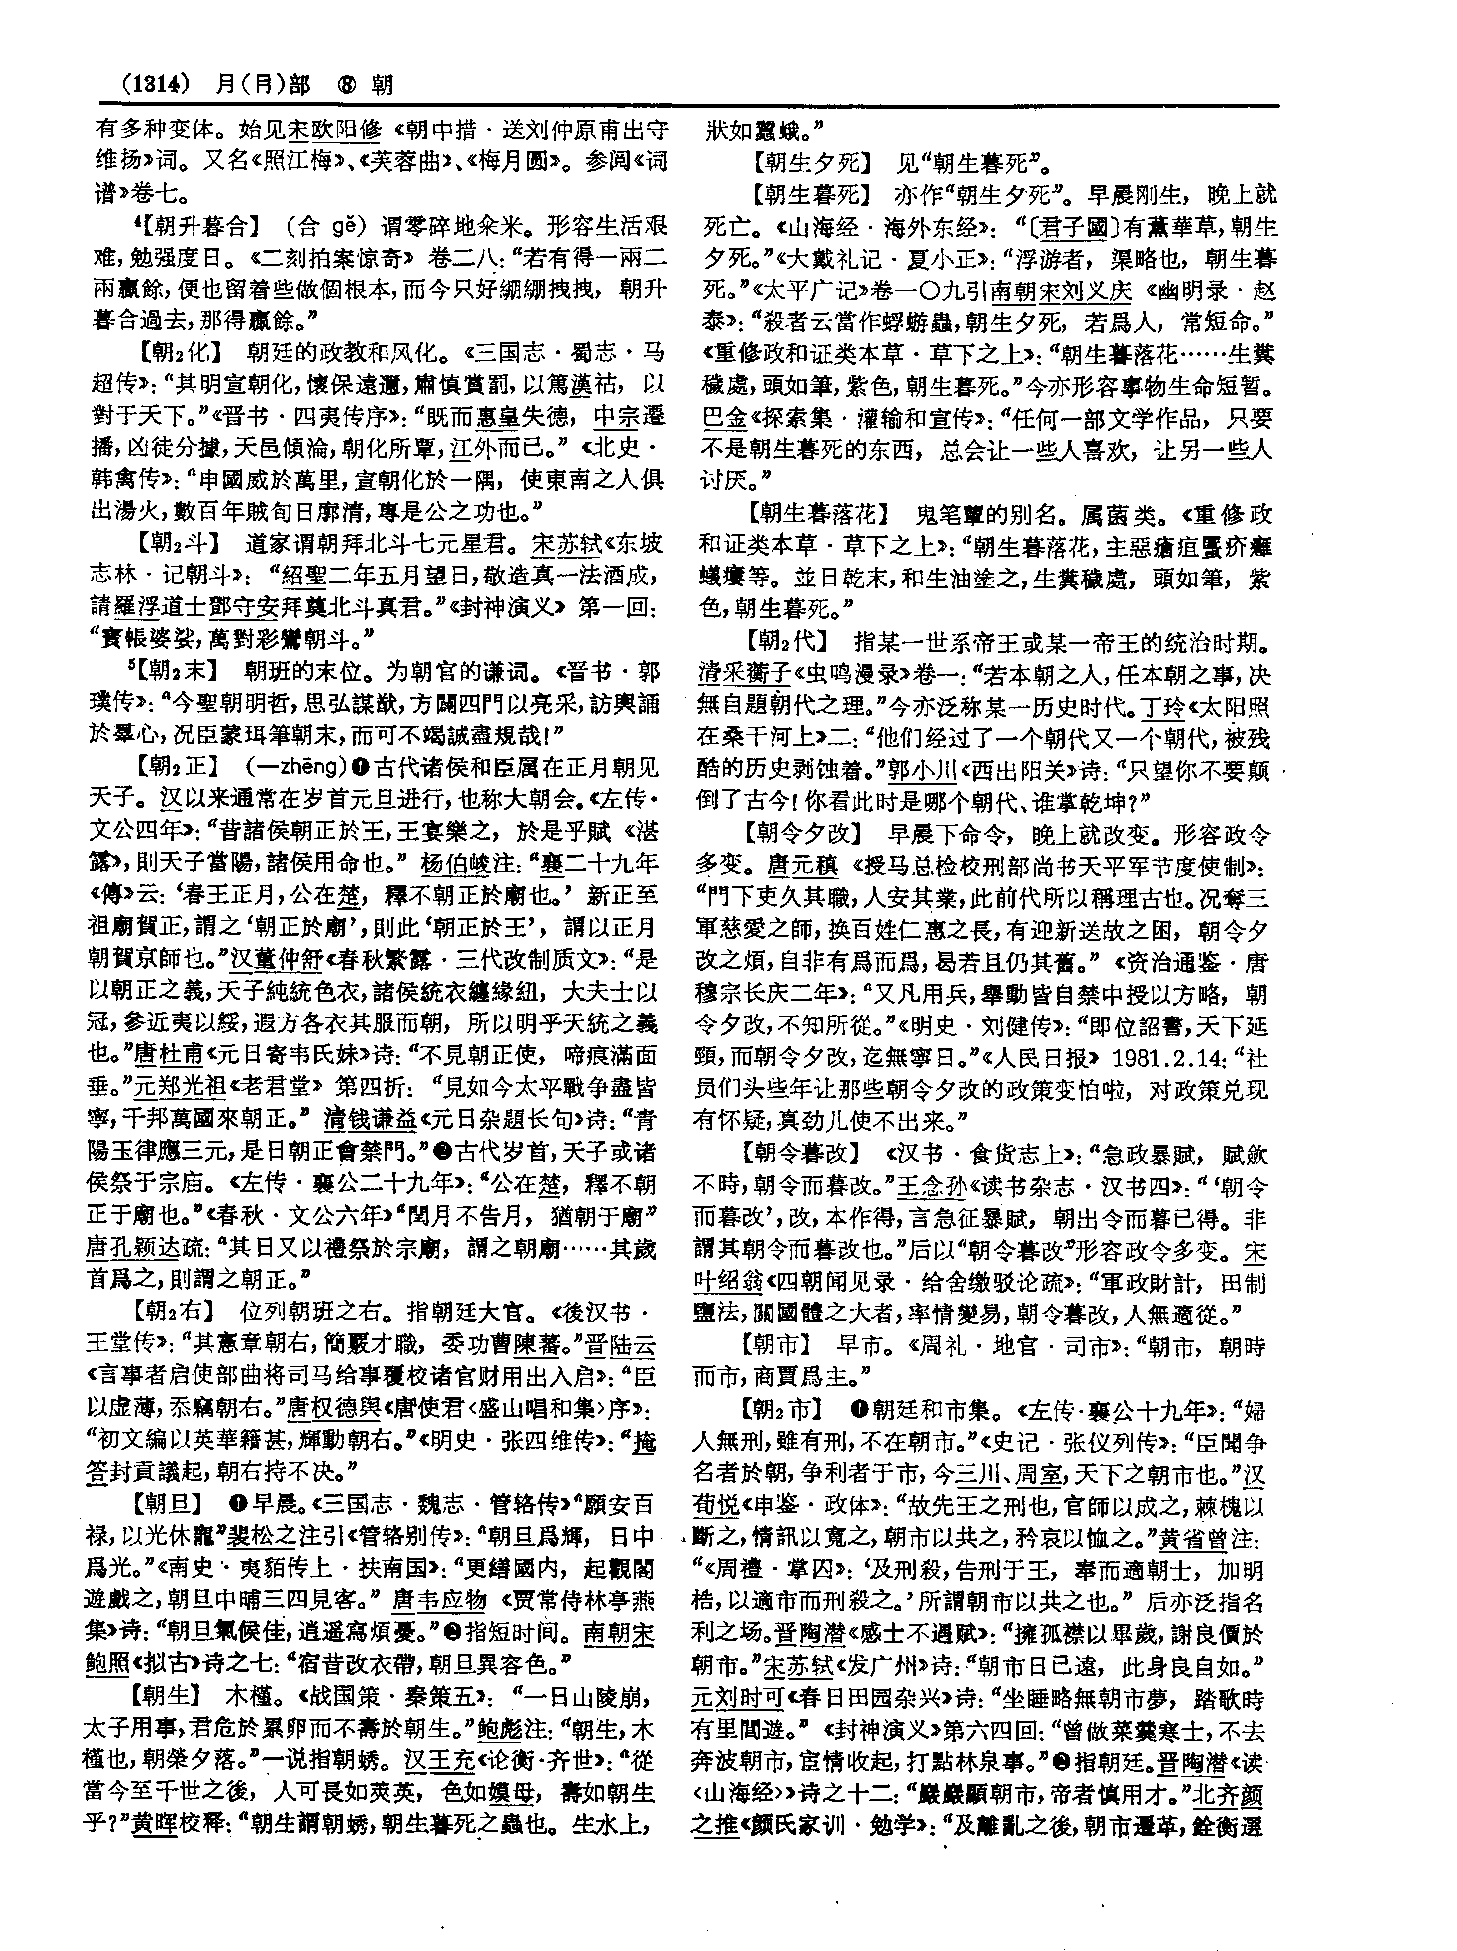 (1314) 月(⺝)部 ⑧ 朝
有多种变体。始见宋欧阳修《朝中措·送刘仲原甫出守
维扬》词。又名《照江梅》、《芙蓉曲》、《梅月圆》。参阅《词
谱》卷七。
⁴【朝升暮合】 (合 gě) 谓零碎地籴米。形容生活艰
难,勉强度日。《二刻拍案惊奇》卷二八:“若有得一兩二
兩贏餘,便也留着些做個根本,而今只好綳綳拽拽,朝升
暮合過去,那得贏餘。”
【朝₂化】 朝廷的政教和风化。《三国志·蜀志·马
超传》:“其明宣朝化,懷保遠邇,肅慎賞罰,以篤漢祜,以
對于天下。”《晋书·四夷传序》:“既而惠皇失德,中宗遷
播,凶徒分據,天邑傾淪,朝化所覃,江外而已。”《北史·
韩禽传》:“申國威於萬里,宣朝化於一隅,使東南之人俱
出湯火,數百年賊旬日廓清,專是公之功也。”
【朝₂斗】 道家谓朝拜北斗七元星君。宋苏轼《东坡
志林·记朝斗》:“紹聖二年五月望日,敬造真一法酒成,
請羅浮道士鄧守安拜奠北斗真君。”《封神演义》第一回:
“寶帳婆娑,萬對彩鸞朝斗。”
⁵【朝₂末】 朝班的末位。为朝官的谦词。《晋书·郭
璞传》:“今聖朝明哲,思弘謀猷,方闢四門以亮采,訪輿誦
於羣心,况臣蒙珥筆朝末,而可不竭誠盡規哉!”
【朝₂正】 (—zhēng)❶古代诸侯和臣属在正月朝见
天子。汉以来通常在岁首元旦进行,也称大朝会。《左传·
文公四年》:“昔諸侯朝正於王,王宴樂之,於是乎賦《湛
露》,則天子當陽,諸侯用命也。”杨伯峻注:“襄二十九年
《傳》云:‘春王正月,公在楚,釋不朝正於廟也。’新正至
祖廟賀正,謂之‘朝正於廟’,則此‘朝正於王’,謂以正月
朝賀京師也。”汉董仲舒《春秋繁露·三代改制质文》:“是
以朝正之義,天子純統色衣,諸侯統衣纏緣紐,大夫士以
冠,參近夷以綏,遐方各衣其服而朝,所以明乎天統之義
也。”唐杜甫《元日寄韦氏妹》诗:“不見朝正使,啼痕滿面
垂。”元郑光祖《老君堂》第四折:“見如今太平戰争盡皆
寧,千邦萬國來朝正。”清钱谦益《元日杂题长句》诗:“青
陽玉律應三元,是日朝正會禁門。”❷古代岁首,天子或诸
侯祭于宗庙。《左传·襄公二十九年》:“公在楚,釋不朝
正于廟也。”《春秋·文公六年》“閏月不告月,猶朝于廟”
唐孔颖达疏:“其日又以禮祭於宗廟,謂之朝廟……其歲
首爲之,則謂之朝正。”
【朝₂右】 位列朝班之右。指朝廷大官。《後汉书·
王堂传》:“其憲章朝右,簡覈才職,委功曹陳蕃。”晋陆云
《言事者启使部曲将司马给事覆校诸官财用出入启》:“臣
以虚薄,忝竊朝右。”唐权德舆《唐使君<盛山唱和集>序》:
“初文編以英華籍甚,輝動朝右。”《明史·张四维传》:“掩
答封貢議起,朝右持不决。”
【朝旦】 ❶早晨。《三国志·魏志·管辂传》“願安百
禄,以光休寵”裴松之注引《管辂别传》:“朝旦爲輝,日中
爲光。”《南史·夷貊传上·扶南国》:“更繕國内,起觀閣
遊戲之,朝旦中晡三四見客。”唐韦应物《贾常侍林亭燕
集》诗:“朝旦氣候佳,逍遥寫煩憂。”❷指短时间。南朝宋
鲍照《拟古》诗之七:“宿昔改衣帶,朝旦異容色。”
【朝生】 木槿。《战国策·秦策五》:“一日山陵崩,
太子用事,君危於累卵而不壽於朝生。”鲍彪注:“朝生,木
槿也,朝榮夕落。”一说指朝蜏。汉王充《论衡·齐世》:“從
當今至千世之後,人可長如荚英,色如嫫母,壽如朝生
乎?”黄晖校释:“朝生謂朝蜏,朝生暮死之蟲也。生水上,
狀如蠶蛾。”
【朝生夕死】 见“朝生暮死”。
【朝生暮死】 亦作“朝生夕死”。早晨刚生,晚上就
死亡。《山海经·海外东经》:“〔君子國〕有薰華草,朝生
夕死。”《大戴礼记·夏小正》:“浮游者,渠略也,朝生暮
死。”《太平广记》卷一〇九引南朝宋刘义庆《幽明录·赵
泰》:“殺者云當作蜉蝣蟲,朝生夕死,若爲人,常短命。”
《重修政和证类本草·草下之上》:“朝生暮落花……生糞
穢處,頭如筆,紫色,朝生暮死。”今亦形容事物生命短暂。
巴金《探索集·灌输和宣传》:“任何一部文学作品,只要
不是朝生暮死的东西,总会让一些人喜欢,让另一些人
讨厌。”
【朝生暮落花】 鬼笔蕈的别名。属菌类。《重修政
和证类本草·草下之上》:“朝生暮落花,主惡瘡疽䘌疥癰
蟻瘻等。並日乾末,和生油塗之,生糞穢處,頭如筆,紫
色,朝生暮死。”
【朝₂代】 指某一世系帝王或某一帝王的统治时期。
清采蘅子《虫鸣漫录》卷一:“若本朝之人,任本朝之事,决
無自題朝代之理。”今亦泛称某一历史时代。丁玲《太阳照
在桑干河上》二:“他们经过了一个朝代又一个朝代,被残
酷的历史剥蚀着。”郭小川《西出阳关》诗:“只望你不要颠
倒了古今!你看此时是哪个朝代、谁掌乾坤?”
【朝令夕改】 早晨下命令,晚上就改变。形容政令
多变。唐元稹《授马总检校刑部尚书天平军节度使制》:
“門下吏久其職,人安其業,此前代所以稱理古也。况奪三
軍慈愛之師,换百姓仁惠之長,有迎新送故之困,朝令夕
改之煩,自非有爲而爲,曷若且仍其舊。”《资治通鉴·唐
穆宗长庆二年》:“又凡用兵,舉動皆自禁中授以方略,朝
令夕改,不知所從。”《明史·刘健传》:“即位詔書,天下延
頸,而朝令夕改,迄無寧日。”《人民日报》1981.2.14:“社
员们头些年让那些朝令夕改的政策变怕啦,对政策兑现
有怀疑,真劲儿使不出来。”
【朝令暮改】 《汉书·食货志上》:“急政暴賦,賦斂
不時,朝令而暮改。”王念孙《读书杂志·汉书四》:“‘朝令
而暮改’,改,本作得,言急征暴賦,朝出令而暮已得。非
謂其朝令而暮改也。”后以“朝令暮改”形容政令多变。宋
叶绍翁《四朝闻见录·给舍缴驳论疏》:“軍政財計,田制
鹽法,關國體之大者,率情變易,朝令暮改,人無適從。”
【朝市】 早市。《周礼·地官·司市》:“朝市,朝時
而市,商賈爲主。”
【朝₂市】 ❶朝廷和市集。《左传·襄公十九年》:“婦
人無刑,雖有刑,不在朝市。”《史记·张仪列传》:“臣聞争
名者於朝,争利者于市,今三川、周室,天下之朝市也。”汉
荀悦《申鉴·政体》:“故先王之刑也,官師以成之,棘槐以
斷之,情訊以寬之,朝市以共之,矜哀以恤之。”黄省曾注:
“《周禮·掌囚》:‘及刑殺,告刑于王,奉而適朝士,加明
梏,以適市而刑殺之。’所謂朝市以共之也。”后亦泛指名
利之场。晋陶潜《感士不遇赋》:“擁孤襟以畢歲,謝良價於
朝市。”宋苏轼《发广州》诗:“朝市日已遠,此身良自如。”
元刘时可《春日田园杂兴》诗:“坐睡略無朝市夢,踏歌時
有里閭遊。”《封神演义》第六四回:“曾做菜羹寒士,不去
奔波朝市,宦情收起,打點林泉事。”❷指朝廷。晋陶潜《读
<山海经>》诗之十二:“巖巖顯朝市,帝者慎用才。”北齐颜
之推《颜氏家训·勉学》:“及離亂之後,朝市遷革,銓衡選